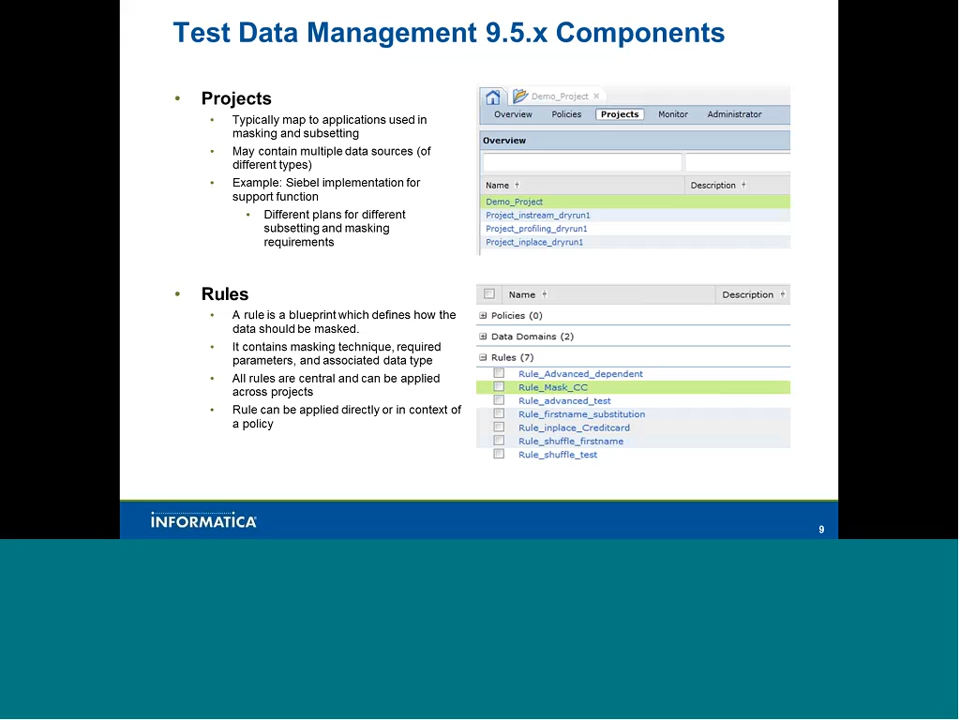 Test Data Management 9.5.x Components
• Projects
• Typically map to applications used in
masking and subsetting
• May contain multiple data sources (of
different types)
• Example: Siebel implementation for
support function
• Different plans for different
subsetting and masking
requirements
Demo_Project ×
Overview Policies Projects Monitor Administrator
Overview
Name Description
Demo_Project
Project_instream_dryrun1
Project_profiling_dryrun1
Project_inplace_dryrun1
• Rules
• A rule is a blueprint which defines how the
data should be masked.
• It contains masking technique, required
parameters, and associated data type
• All rules are central and can be applied
across projects
• Rule can be applied directly or in context of
a policy
Name Description
Policies (0)
Data Domains (2)
Rules (7)
Rule_Advanced_dependent
Rule_Mask_CC
Rule_advanced_test
Rule_firstname_substitution
Rule_inplace_Creditcard
Rule_shuffle_firstname
Rule_shuffle_test
INFORMATICA
9